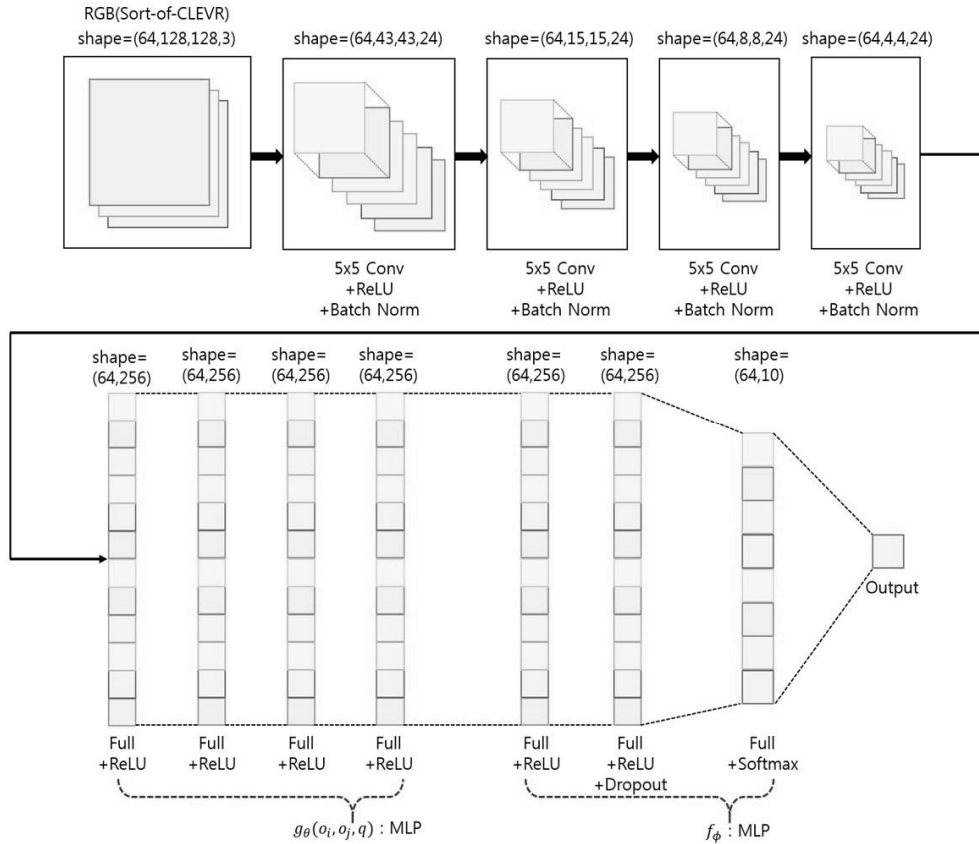 RGB(Sort-of-CLEVR)
shape=(64,128,128,3)
shape=(64,43,43,24)
shape=(64,15,15,24)
shape=(64,8,8,24)
shape=(64,4,4,24)
5x5 Conv
+ReLU
+Batch Norm
5x5 Conv
+ReLU
+Batch Norm
5x5 Conv
+ReLU
+Batch Norm
5x5 Conv
+ReLU
+Batch Norm
shape=
(64,256)
shape=
(64,256)
shape=
(64,256)
shape=
(64,256)
shape=
(64,256)
shape=
(64,256)
shape=
(64,10)
Output
Full
+ReLU
Full
+ReLU
Full
+ReLU
Full
+ReLU
Full
+ReLU
Full
+ReLU
+Dropout
Full
+Softmax
g_θ(o_i, o_j, q) : MLP
f_ϕ : MLP